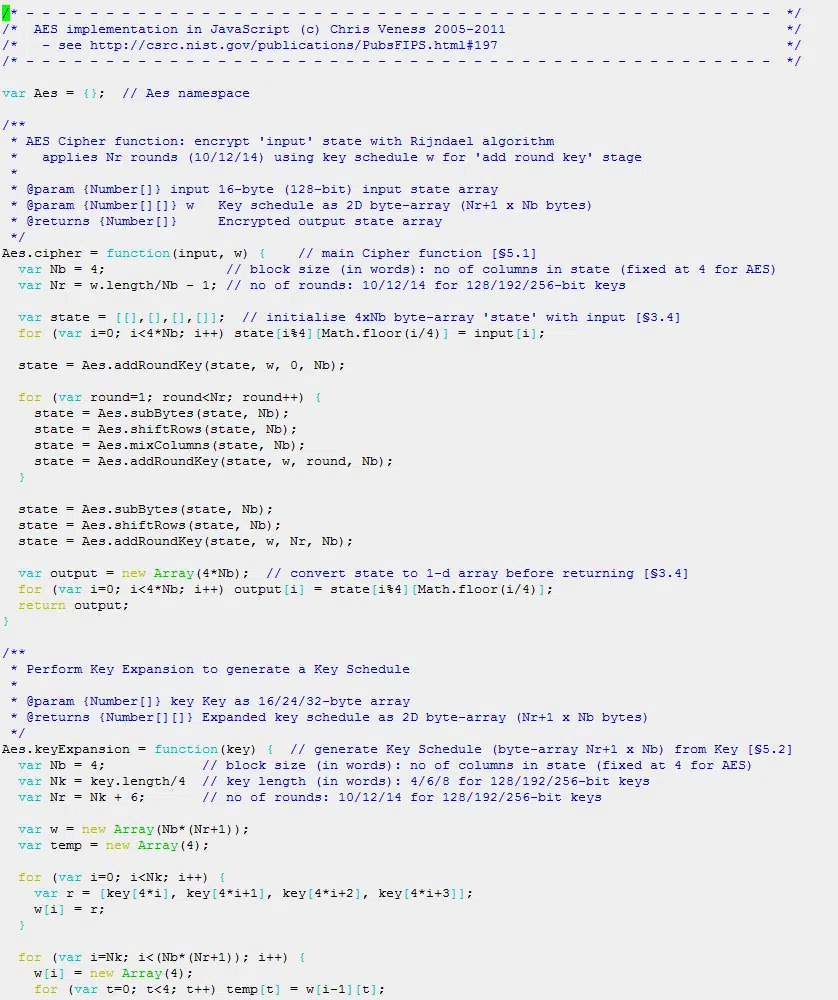 /* - - - - - - - - - - - - - - - - - - - - - - - - - - - - - - - - - - - - - - - - - - - - - - -  */
/*  AES implementation in JavaScript (c) Chris Veness 2005-2011                                   */
/*   - see http://csrc.nist.gov/publications/PubsFIPS.html#197                                    */
/* - - - - - - - - - - - - - - - - - - - - - - - - - - - - - - - - - - - - - - - - - - - - - - -  */

var Aes = {};  // Aes namespace

/**
 * AES Cipher function: encrypt 'input' state with Rijndael algorithm
 *   applies Nr rounds (10/12/14) using key schedule w for 'add round key' stage
 *
 * @param {Number[]} input 16-byte (128-bit) input state array
 * @param {Number[][]} w   Key schedule as 2D byte-array (Nr+1 x Nb bytes)
 * @returns {Number[]}     Encrypted output state array
 */
Aes.cipher = function(input, w) {    // main Cipher function [§5.1]
  var Nb = 4;               // block size (in words): no of columns in state (fixed at 4 for AES)
  var Nr = w.length/Nb - 1; // no of rounds: 10/12/14 for 128/192/256-bit keys

  var state = [[],[],[],[]];  // initialise 4xNb byte-array 'state' with input [§3.4]
  for (var i=0; i<4*Nb; i++) state[i%4][Math.floor(i/4)] = input[i];

  state = Aes.addRoundKey(state, w, 0, Nb);

  for (var round=1; round<Nr; round++) {
    state = Aes.subBytes(state, Nb);
    state = Aes.shiftRows(state, Nb);
    state = Aes.mixColumns(state, Nb);
    state = Aes.addRoundKey(state, w, round, Nb);
  }

  state = Aes.subBytes(state, Nb);
  state = Aes.shiftRows(state, Nb);
  state = Aes.addRoundKey(state, w, Nr, Nb);

  var output = new Array(4*Nb);  // convert state to 1-d array before returning [§3.4]
  for (var i=0; i<4*Nb; i++) output[i] = state[i%4][Math.floor(i/4)];
  return output;
}

/**
 * Perform Key Expansion to generate a Key Schedule
 *
 * @param {Number[]} key Key as 16/24/32-byte array
 * @returns {Number[][]} Expanded key schedule as 2D byte-array (Nr+1 x Nb bytes)
 */
Aes.keyExpansion = function(key) {  // generate Key Schedule (byte-array Nr+1 x Nb) from Key [§5.2]
  var Nb = 4;            // block size (in words): no of columns in state (fixed at 4 for AES)
  var Nk = key.length/4  // key length (in words): 4/6/8 for 128/192/256-bit keys
  var Nr = Nk + 6;       // no of rounds: 10/12/14 for 128/192/256-bit keys

  var w = new Array(Nb*(Nr+1));
  var temp = new Array(4);

  for (var i=0; i<Nk; i++) {
    var r = [key[4*i], key[4*i+1], key[4*i+2], key[4*i+3]];
    w[i] = r;
  }

  for (var i=Nk; i<(Nb*(Nr+1)); i++) {
    w[i] = new Array(4);
    for (var t=0; t<4; t++) temp[t] = w[i-1][t];